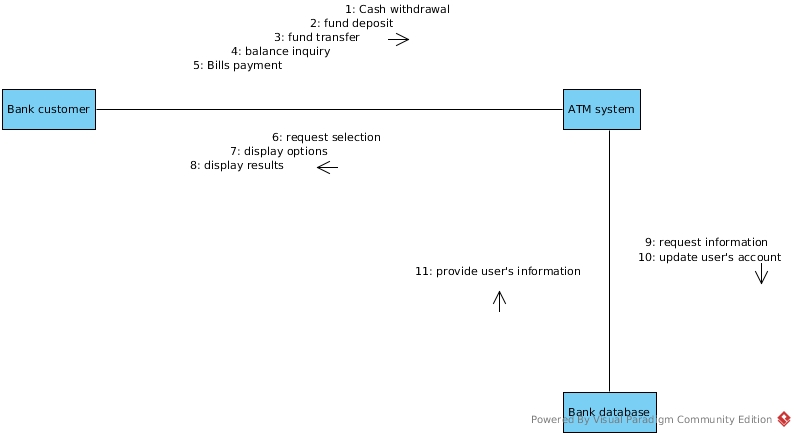 1: Cash withdrawal
2: fund deposit
3: fund transfer
4: balance inquiry
5: Bills payment
Bank customer
ATM system
6: request selection
7: display options
8: display results
9: request information
10: update user's account
11: provide user's information
Bank database
Powered By Visual Paradigm Community Edition